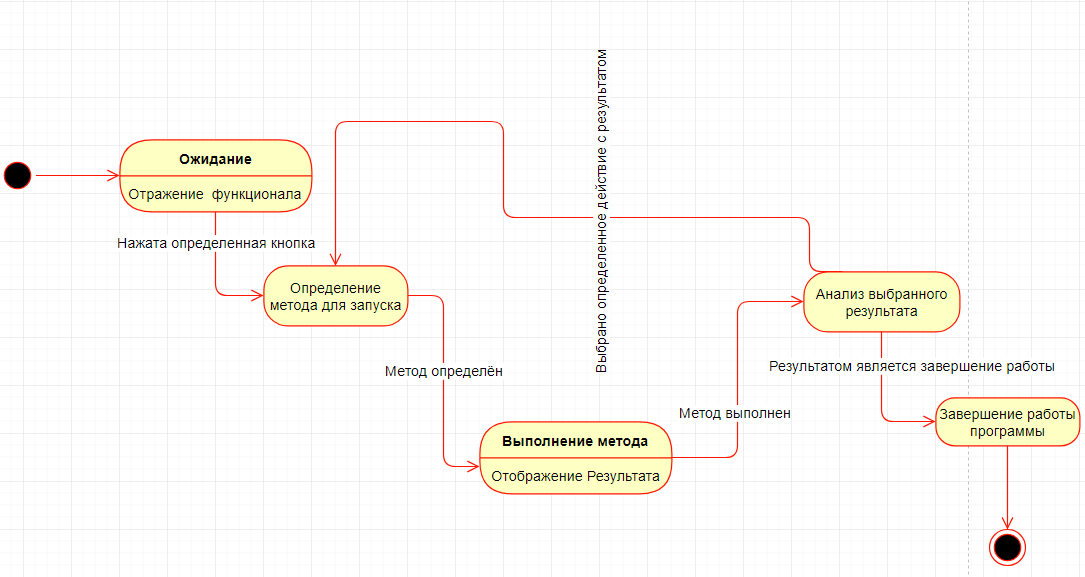 Ожидание
Отражение функционала
Нажата определенная кнопка
Определение
метода для запуска
Метод определён
Выполнение метода
Отображение Результата
Метод выполнен
Выбрано определенное действие с результатом
Анализ выбранного
результата
Результатом является завершение работы
Завершение работы
программы